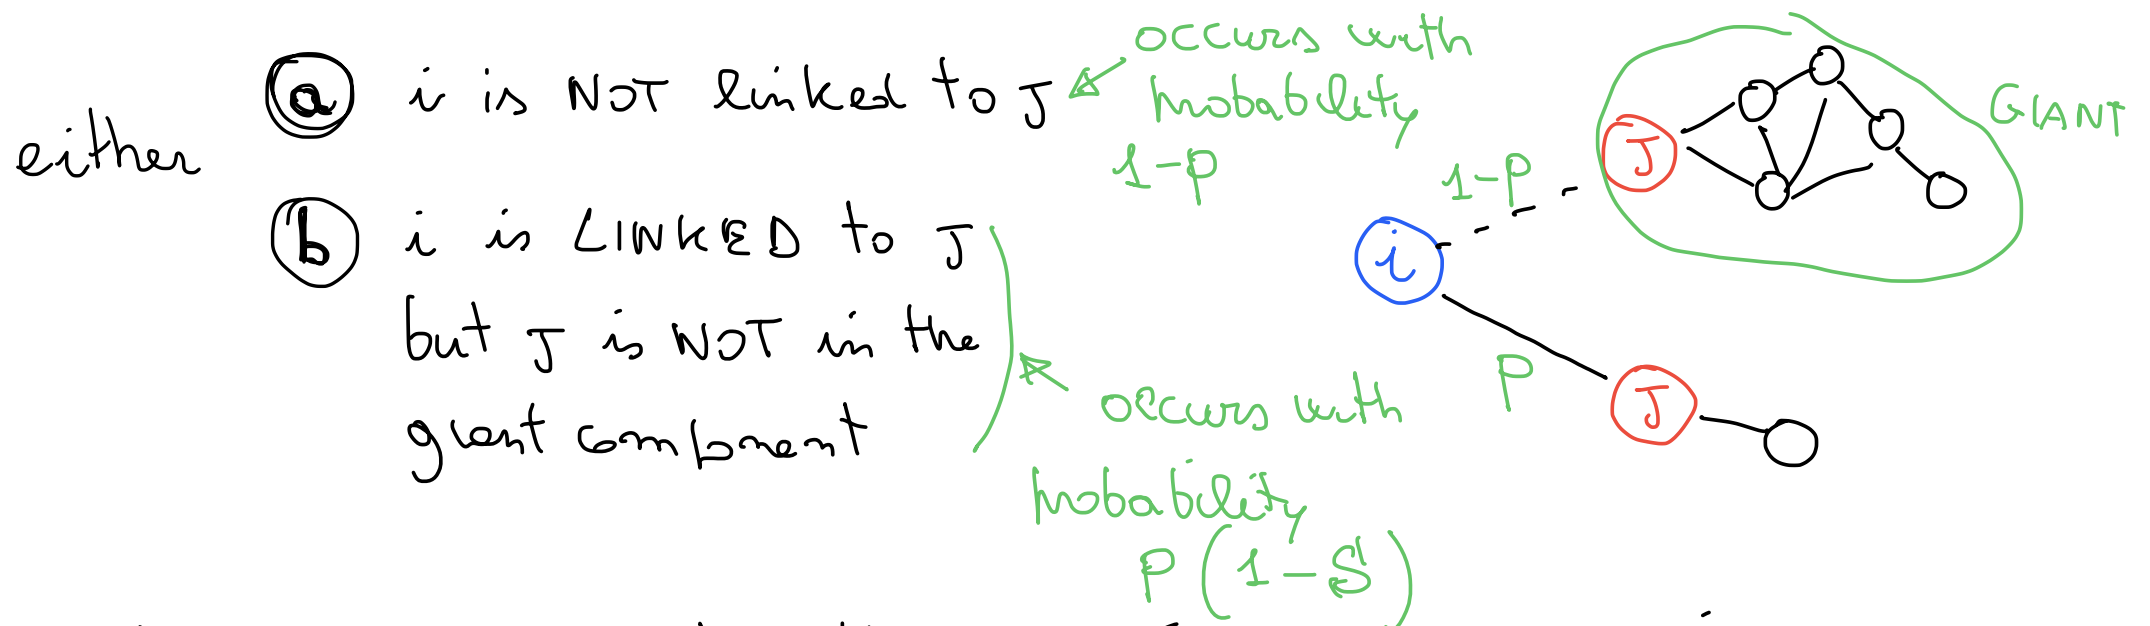 either
a i is NOT linked to J
occurs with
probability
1-p
b i is LINKED to J
but J is NOT in the
giant component
occurs with
probability
P(1-S)
1-P
J
GIANT
i
P
J